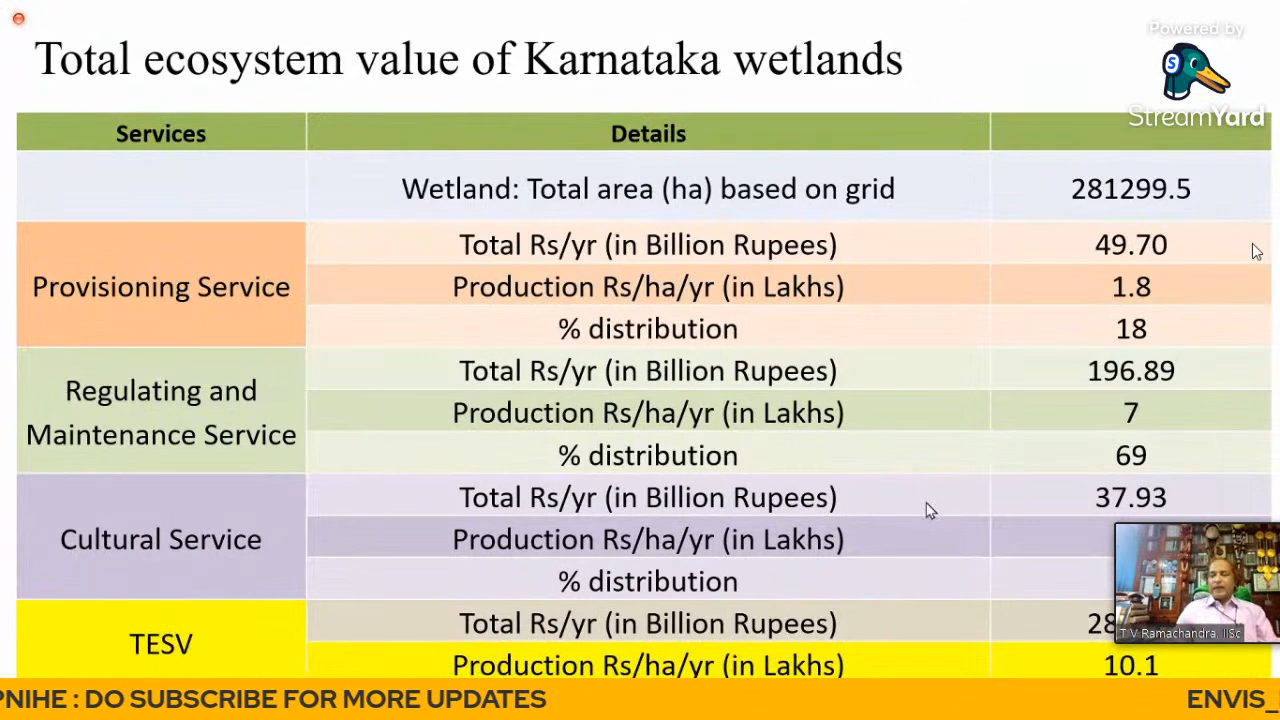 Powered by
StreamYard
Total ecosystem value of Karnataka wetlands
Services Details
Wetland: Total area (ha) based on grid 281299.5
Provisioning Service
Total Rs/yr (in Billion Rupees) 49.70
Production Rs/ha/yr (in Lakhs) 1.8
% distribution 18
Regulating and
Maintenance Service
Total Rs/yr (in Billion Rupees) 196.89
Production Rs/ha/yr (in Lakhs) 7
% distribution 69
Cultural Service
Total Rs/yr (in Billion Rupees) 37.93
Production Rs/ha/yr (in Lakhs)
% distribution
TESV
Total Rs/yr (in Billion Rupees)
Production Rs/ha/yr (in Lakhs) 10.1
T V Ramachandra, IISc
PNIHE : DO SUBSCRIBE FOR MORE UPDATES ENVIS_